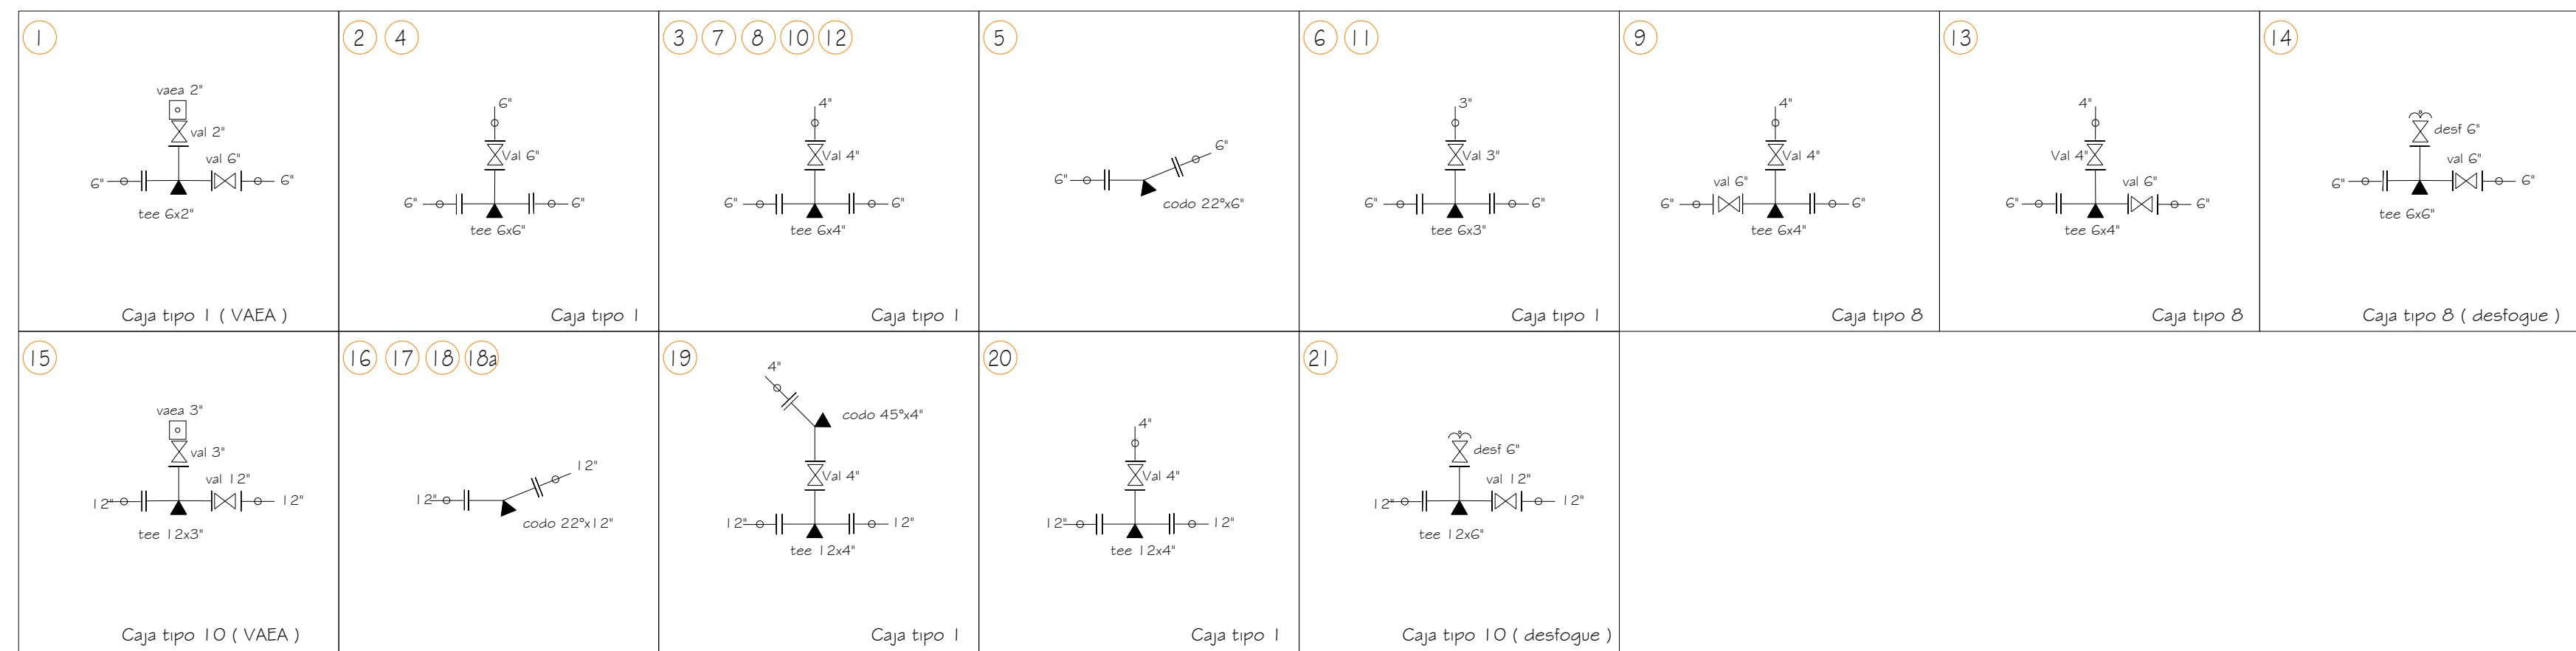 1
vaea 2"
val 2"
val 6"
6"
6"
tee 6x2"
Caja tipo 1 ( VAEA )
2 4
6"
Val 6"
6"
6"
tee 6x6"
Caja tipo 1
3 7 8 10 12
4"
Val 4"
6"
6"
tee 6x4"
Caja tipo 1
5
6"
6"
codo 22°x6"
6 11
3"
Val 3"
6"
6"
tee 6x3"
Caja tipo 1
9
4"
Val 4"
val 6"
6"
6"
tee 6x4"
Caja tipo 8
13
4"
Val 4"
val 6"
6"
6"
tee 6x4"
Caja tipo 8
14
desf 6"
val 6"
6"
6"
tee 6x6"
Caja tipo 8 ( desfogue )
15
vaea 3"
val 3"
val 12"
12"
12"
tee 12x3"
Caja tipo 10 ( VAEA )
16 17 18 18a
12"
12"
codo 22°x12"
19
4"
codo 45°x4"
Val 4"
12"
12"
tee 12x4"
Caja tipo 1
20
4"
Val 4"
12"
12"
tee 12x4"
Caja tipo 1
21
desf 6"
val 12"
12"
12"
tee 12x6"
Caja tipo 10 ( desfogue )